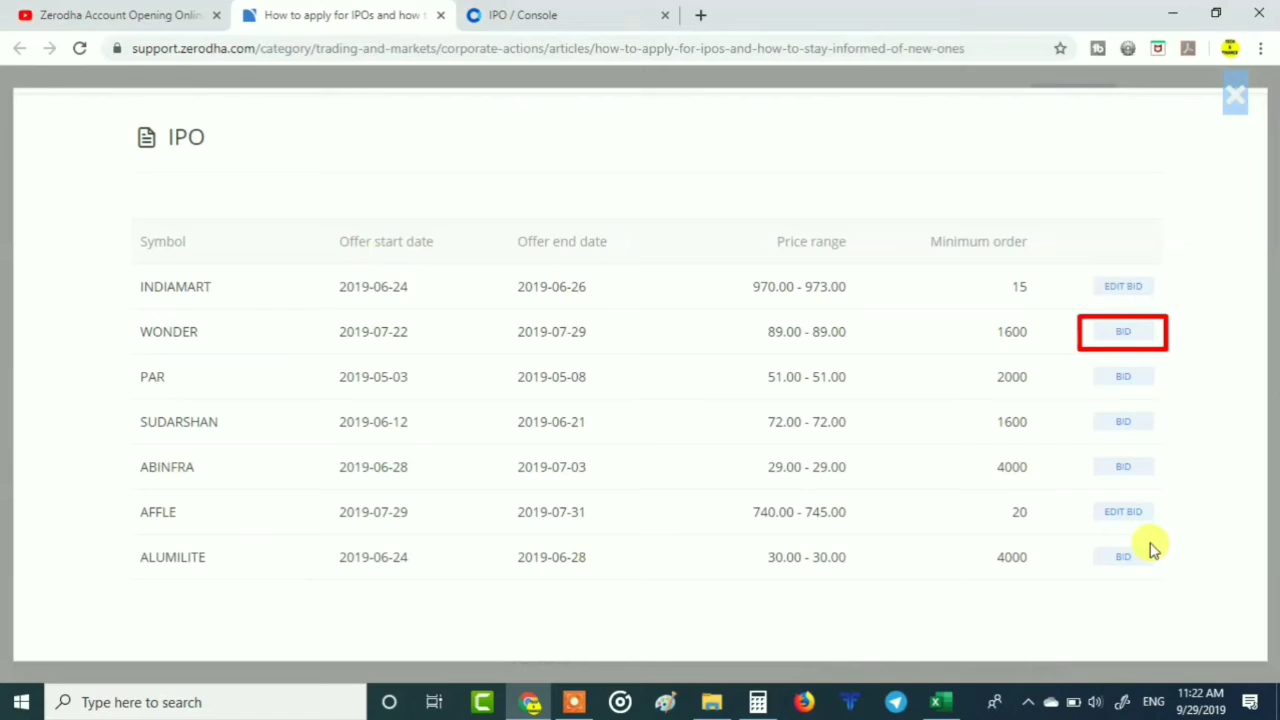 Zerodha Account Opening Onlin
How to apply for IPOs and how t
IPO / Console
support.zerodha.com/category/trading-and-markets/corporate-actions/articles/how-to-apply-for-ipos-and-how-to-stay-informed-of-new-ones
IPO
Symbol Offer start date Offer end date Price range Minimum order
INDIAMART 2019-06-24 2019-06-26 970.00 - 973.00 15 EDIT BID
WONDER 2019-07-22 2019-07-29 89.00 - 89.00 1600 BID
PAR 2019-05-03 2019-05-08 51.00 - 51.00 2000 BID
SUDARSHAN 2019-06-12 2019-06-21 72.00 - 72.00 1600 BID
ABINFRA 2019-06-28 2019-07-03 29.00 - 29.00 4000 BID
AFFLE 2019-07-29 2019-07-31 740.00 - 745.00 20 EDIT BID
ALUMILITE 2019-06-24 2019-06-28 30.00 - 30.00 4000 BID
Type here to search
ENG
11:22 AM
9/29/2019